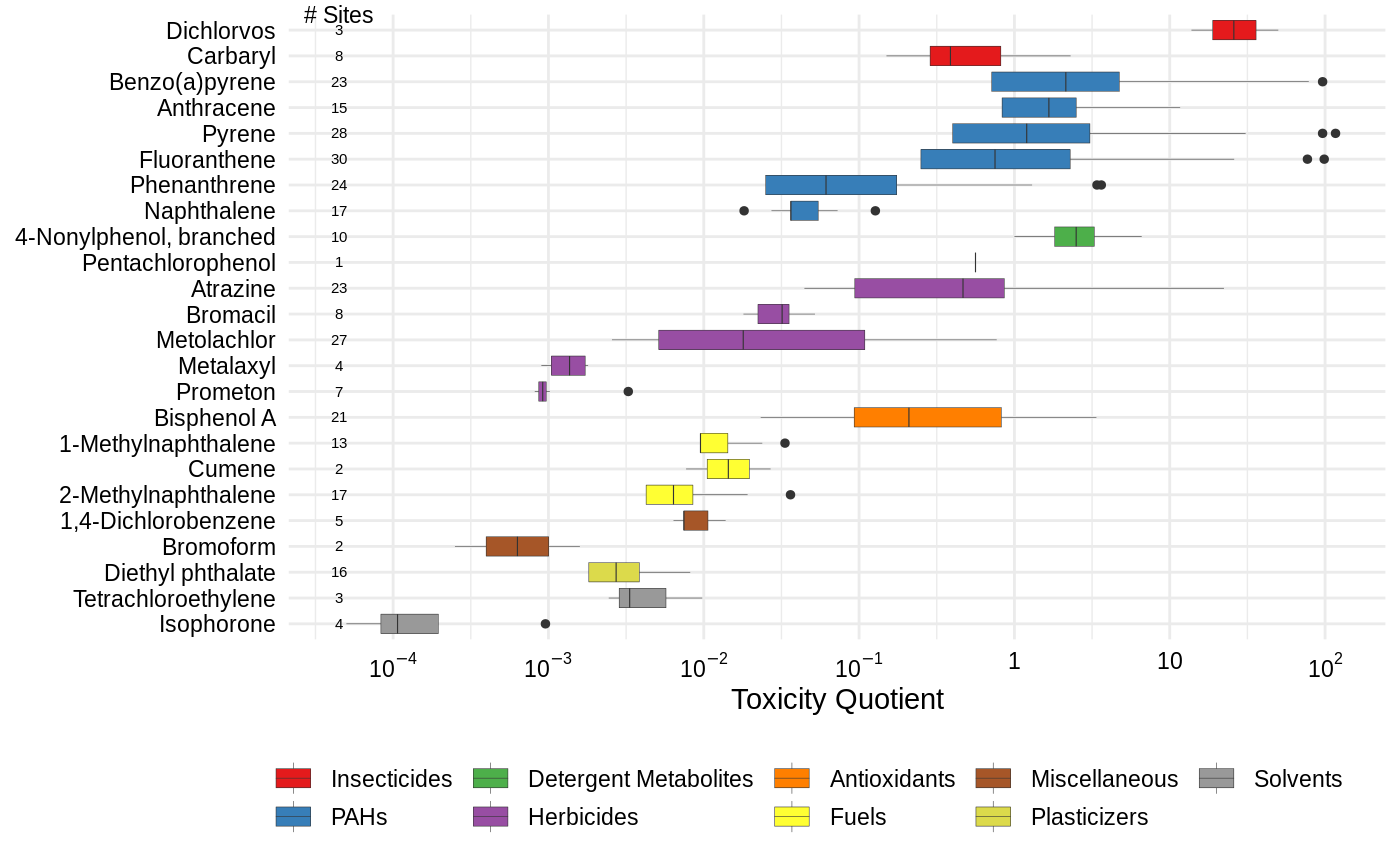 # Sites
Dichlorvos 3
Carbaryl 8
Benzo(a)pyrene 23
Anthracene 15
Pyrene 28
Fluoranthene 30
Phenanthrene 24
Naphthalene 17
4-Nonylphenol, branched 10
Pentachlorophenol 1
Atrazine 23
Bromacil 8
Metolachlor 27
Metalaxyl 4
Prometon 7
Bisphenol A 21
1-Methylnaphthalene 13
Cumene 2
2-Methylnaphthalene 17
1,4-Dichlorobenzene 5
Bromoform 2
Diethyl phthalate 16
Tetrachloroethylene 3
Isophorone 4
10⁻⁴ 10⁻³ 10⁻² 10⁻¹ 1 10 10²
Toxicity Quotient
Insecticides Detergent Metabolites Antioxidants Miscellaneous Solvents
PAHs Herbicides Fuels Plasticizers